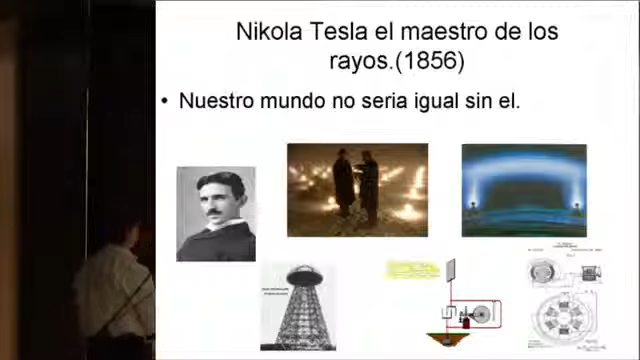 Nikola Tesla el maestro de los
rayos.(1856)
• Nuestro mundo no seria igual sin el.